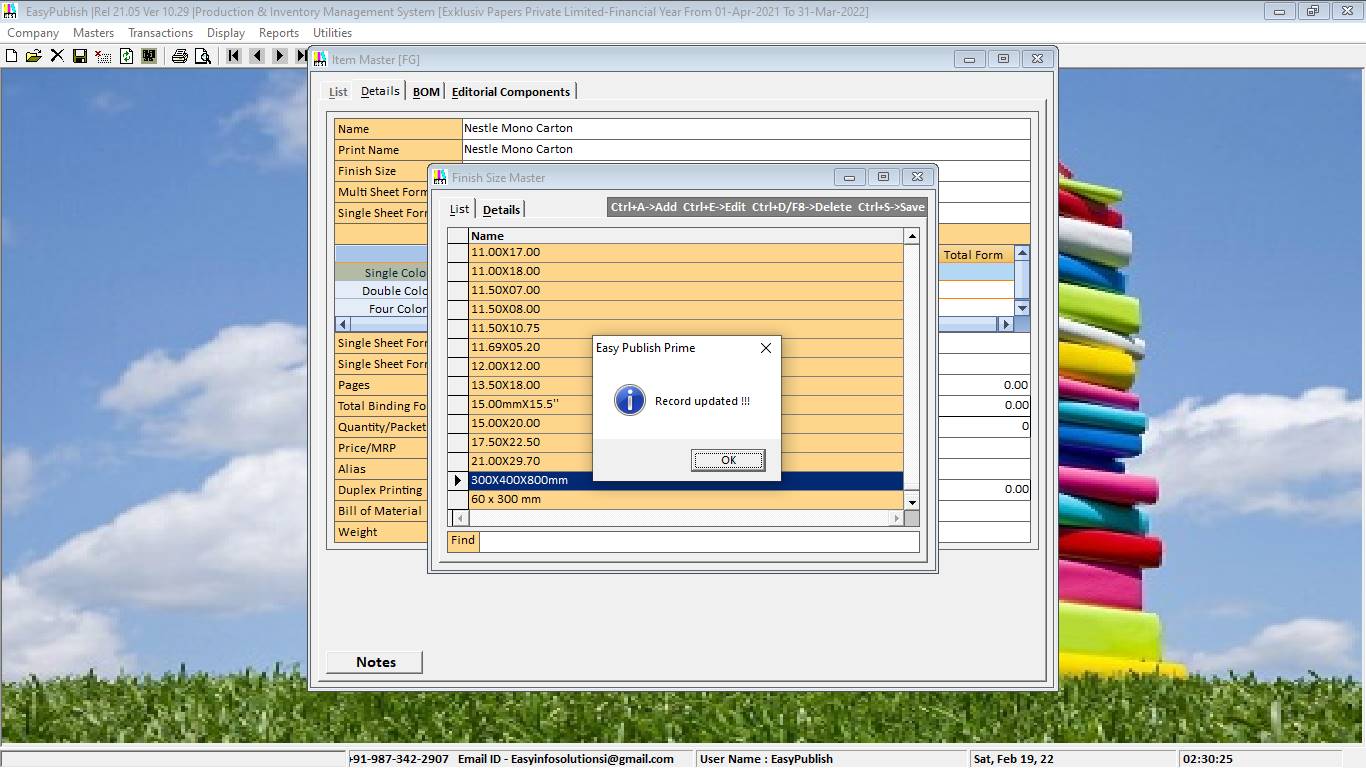 EasyPublish |Rel 21.05 Ver 10.29 |Production & Inventory Management System [Exklusiv Papers Private Limited-Financial Year From 01-Apr-2021 To 31-Mar-2022]
Company Masters Transactions Display Reports Utilities
Item Master [FG]
List Details BOM Editorial Components
Name Nestle Mono Carton
Print Name Nestle Mono Carton
Finish Size
Multi Sheet Form
Single Sheet For
Total Form
Single Colo
Double Colo
Four Color
Single Sheet For
Single Sheet For
Pages 0.00
Total Binding Fo 0.00
Quantity/Packet 0
Price/MRP
Alias
Duplex Printing 0.00
Bill of Material
Weight
Notes
Finish Size Master
List Details Ctrl+A->Add Ctrl+E->Edit Ctrl+D/F8->Delete Ctrl+S->Save
Name
11.00X17.00
11.00X18.00
11.50X07.00
11.50X08.00
11.50X10.75
11.69X05.20
12.00X12.00
13.50X18.00
15.00mmX15.5''
15.00X20.00
17.50X22.50
21.00X29.70
300X400X800mm
60 x 300 mm
Find
Easy Publish Prime
Record updated !!!
OK
+91-987-342-2907 Email ID - Easyinfosolutionsi@gmail.com User Name : EasyPublish Sat, Feb 19, 22 02:30:25